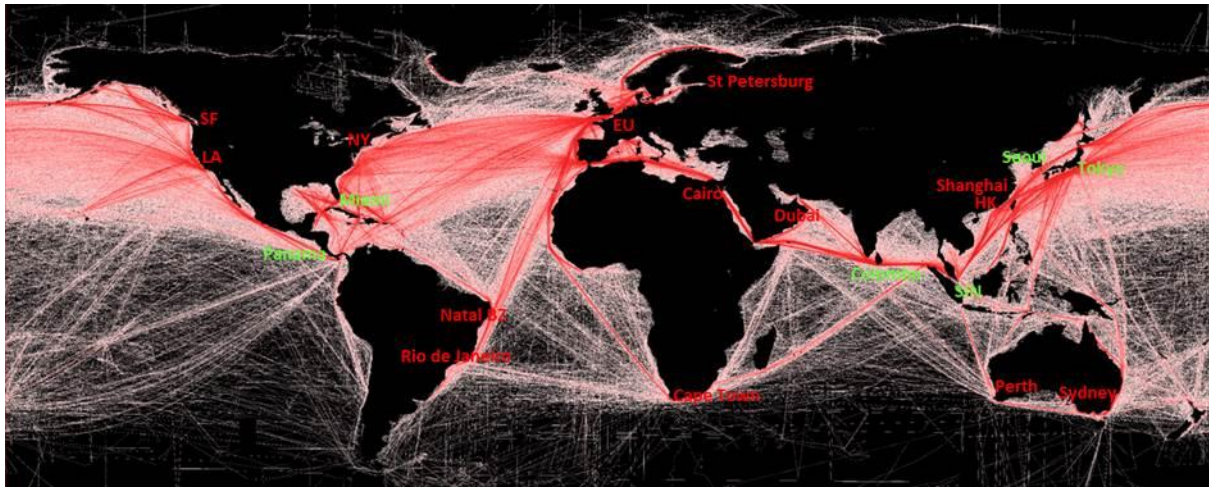 St Petersburg
SF
EU
NY
LA
Seoul
Tokyo
Shanghai
HK
Cairo
Miami
Dubai
Panama
Colombo
SIN
Natal BZ
Rio de Janeiro
Cape Town
Perth
Sydney